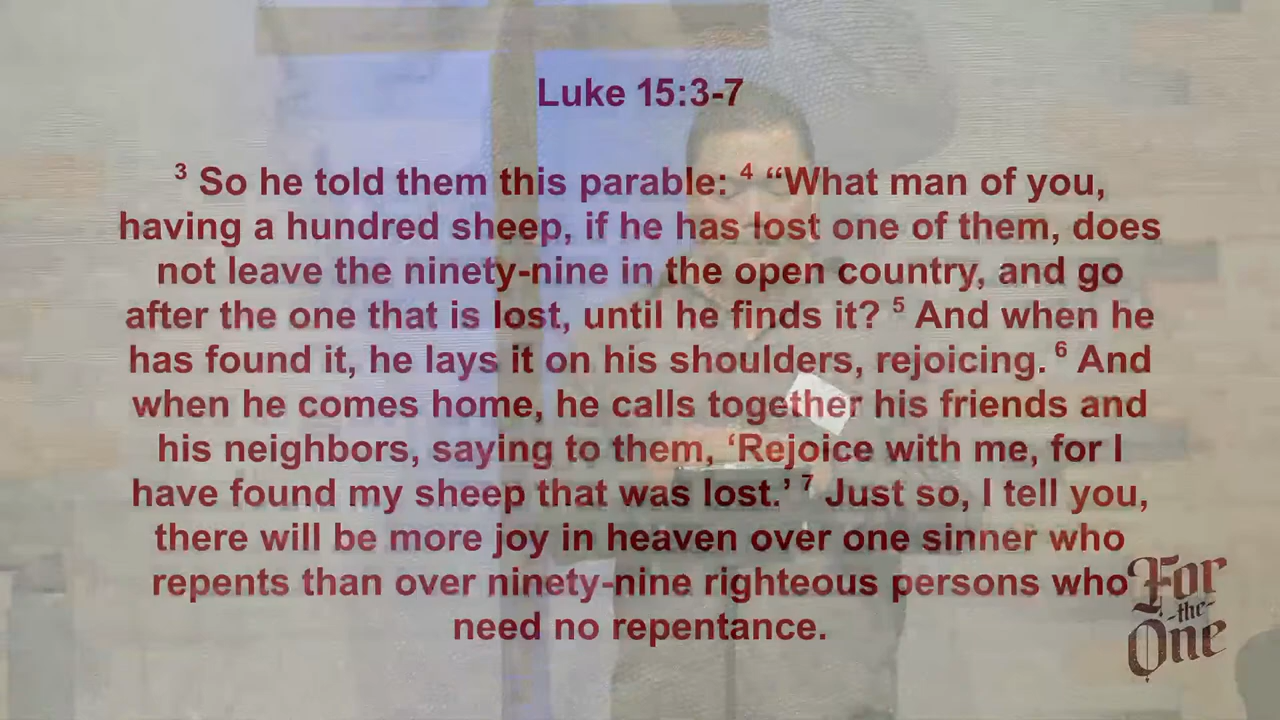 Luke 15:3-7
³ So he told them this parable: ⁴ “What man of you,
having a hundred sheep, if he has lost one of them, does
not leave the ninety-nine in the open country, and go
after the one that is lost, until he finds it? ⁵ And when he
has found it, he lays it on his shoulders, rejoicing. ⁶ And
when he comes home, he calls together his friends and
his neighbors, saying to them, ‘Rejoice with me, for I
have found my sheep that was lost.’ ⁷ Just so, I tell you,
there will be more joy in heaven over one sinner who
repents than over ninety-nine righteous persons who
need no repentance.
For
-the-
One